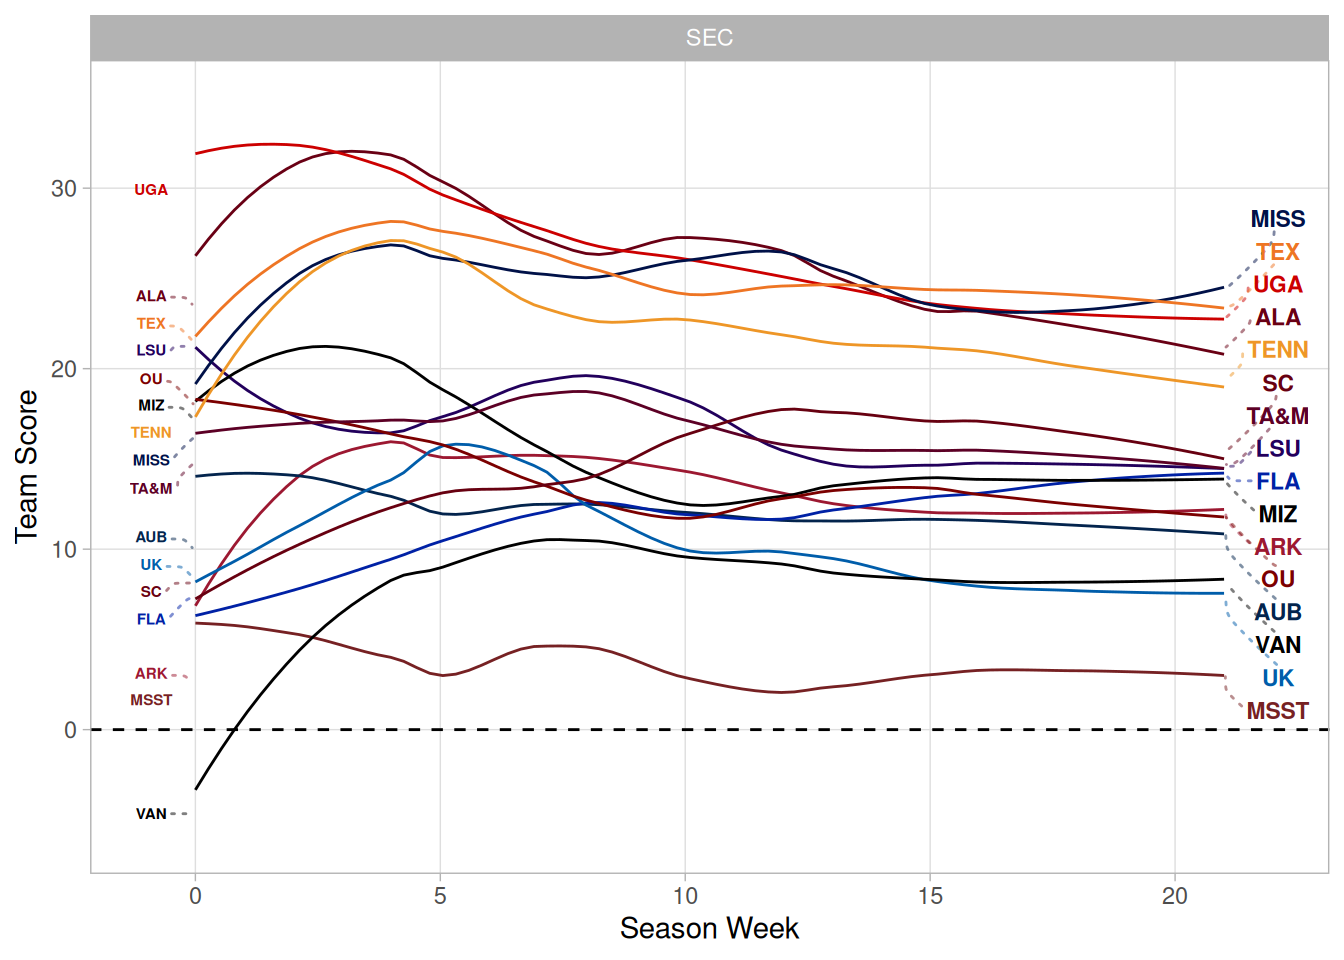 SEC
Team Score
30
20
10
0
UGA
ALA
TEX
LSU
OU
MIZ
TENN
MISS
TA&M
AUB
UK
SC
FLA
ARK
MSST
VAN
MISS
TEX
UGA
ALA
TENN
SC
TA&M
LSU
FLA
MIZ
ARK
OU
AUB
VAN
UK
MSST
0 5 10 15 20
Season Week